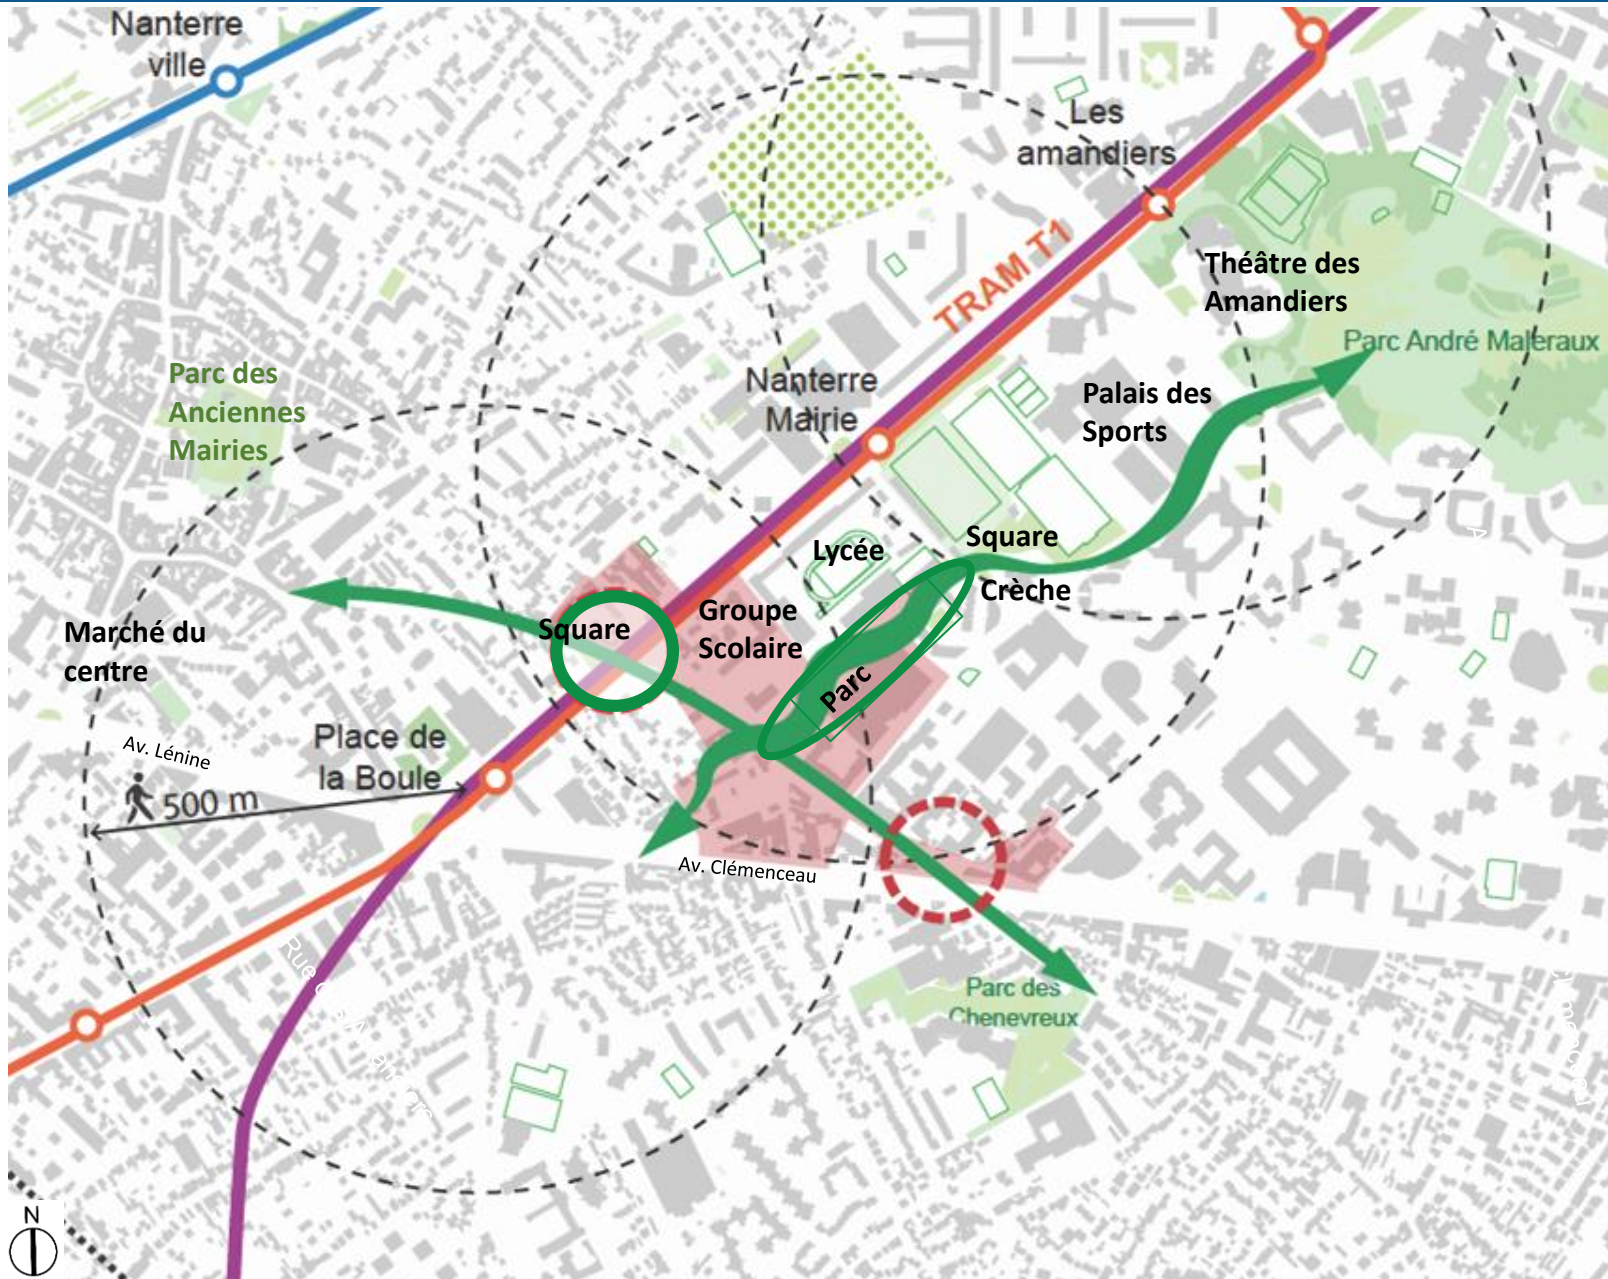 Nanterre
ville
Les
amandiers
TRAM T1
Théâtre des
Amandiers
Parc André Maleraux
Parc des
Anciennes
Mairies
Nanterre
Mairie
Palais des
Sports
Lycée
Square
Crèche
Groupe
Scolaire
Square
Marché du
centre
Parc
Place de
la Boule
Av. Lénine
500 m
Av. Clémenceau
Parc des
Chenevreux
Rue
N